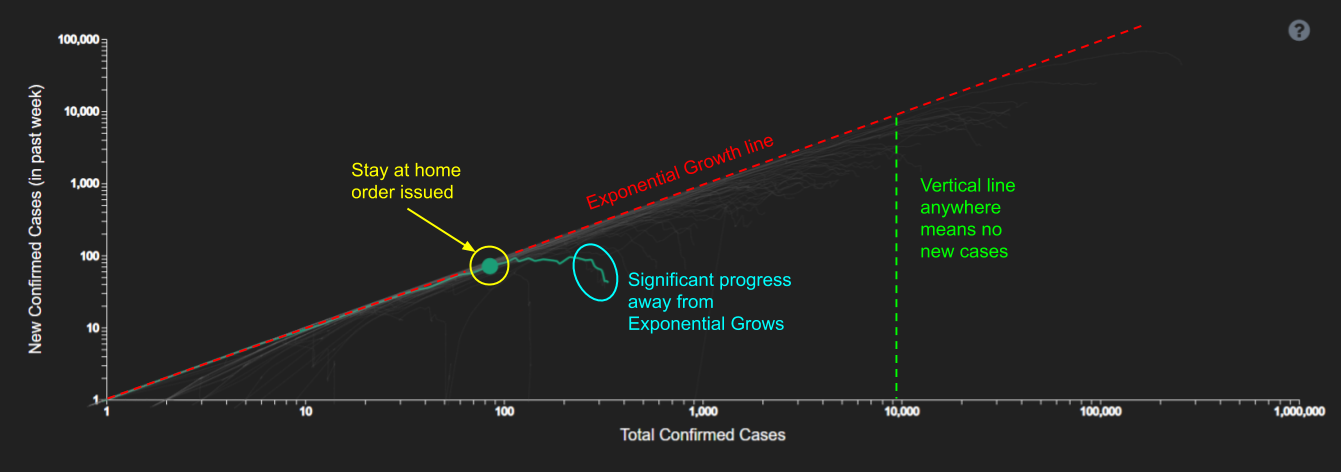 ?
100,000
10,000
1,000
100
10
1
New Confirmed Cases (in past week)
Stay at home
order issued
Exponential Growth line
Vertical line
anywhere
means no
new cases
Significant progress
away from
Exponential Grows
1
10
100
1,000
10,000
100,000
1,000,000
Total Confirmed Cases